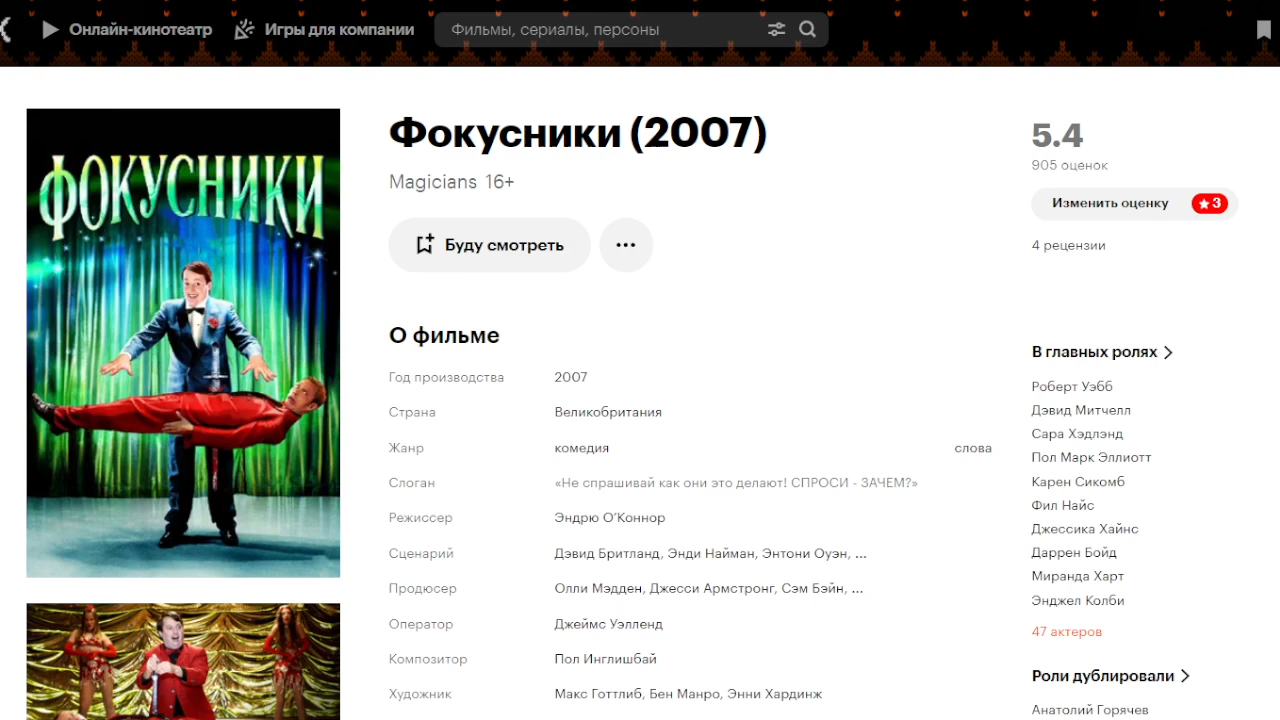 Онлайн-кинотеатр
Игры для компании
Фильмы, сериалы, персоны
ФОКУСНИКИ
Фокусники (2007)
Magicians 16+
Буду смотреть
О фильме
Год производства 2007
Страна Великобритания
Жанр комедия слова
Слоган «Не спрашивай как они это делают! СПРОСИ - ЗАЧЕМ?»
Режиссер Эндрю О'Коннор
Сценарий Дэвид Бритланд, Энди Найман, Энтони Оуэн, ...
Продюсер Олли Мэдден, Джесси Армстронг, Сэм Бэйн, ...
Оператор Джеймс Уэлленд
Композитор Пол Инглишбай
Художник Макс Готтлиб, Бен Манро, Энни Хардинж
5.4
905 оценок
Изменить оценку ★ 3
4 рецензии
В главных ролях
Роберт Уэбб
Дэвид Митчелл
Сара Хэдлэнд
Пол Марк Эллиотт
Карен Сикомб
Фил Найс
Джессика Хайнс
Даррен Бойд
Миранда Харт
Энджел Колби
47 актеров
Роли дублировали
Анатолий Горячев